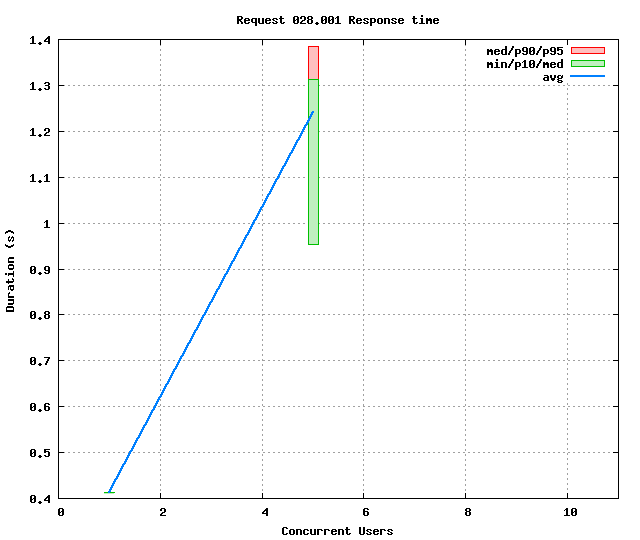 Request 028.001 Response time
med/p90/p95
min/p10/med
avg
Duration (s)
1.4
1.3
1.2
1.1
1
0.9
0.8
0.7
0.6
0.5
0.4
0 2 4 6 8 10
Concurrent Users